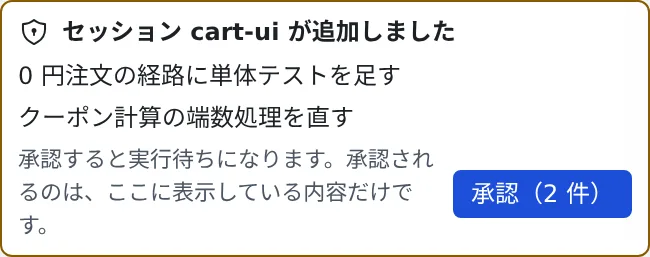 セッション cart-ui が追加しました
0 円注文の経路に単体テストを足す
クーポン計算の端数処理を直す
承認すると実行待ちになります。承認され
るのは、ここに表示している内容だけで
す。
承認（2 件）